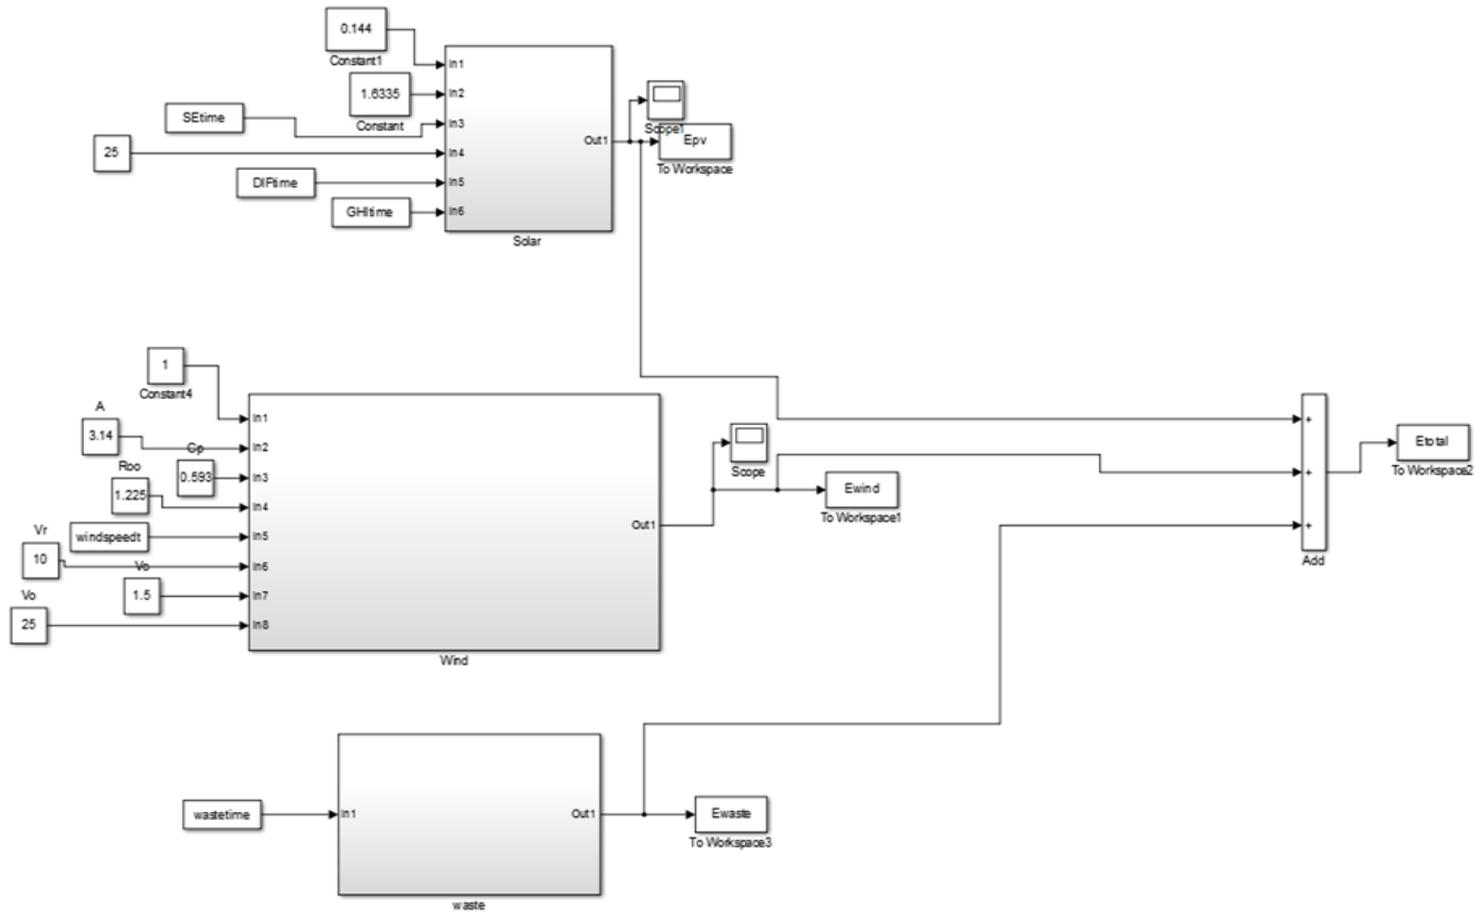 0.144
Constant1
1.6335
Constant
SEtime
25
DIFtime
GHItime
In1
In2
In3
In4
In5
In6
Out1
Solar
Scope1
Epv
To Workspace
1
Constant4
A
3.14
Cp
0.593
Roo
1.225
windspeedt
Vr
10
Vo
1.5
Vo
25
In1
In2
In3
In4
In5
In6
In7
In8
Out1
Wind
Scope
Ewind
To Workspace1
+
+
+
Add
Etotal
To Workspace2
wastetime
In1
Out1
waste
Ewaste
To Workspace3